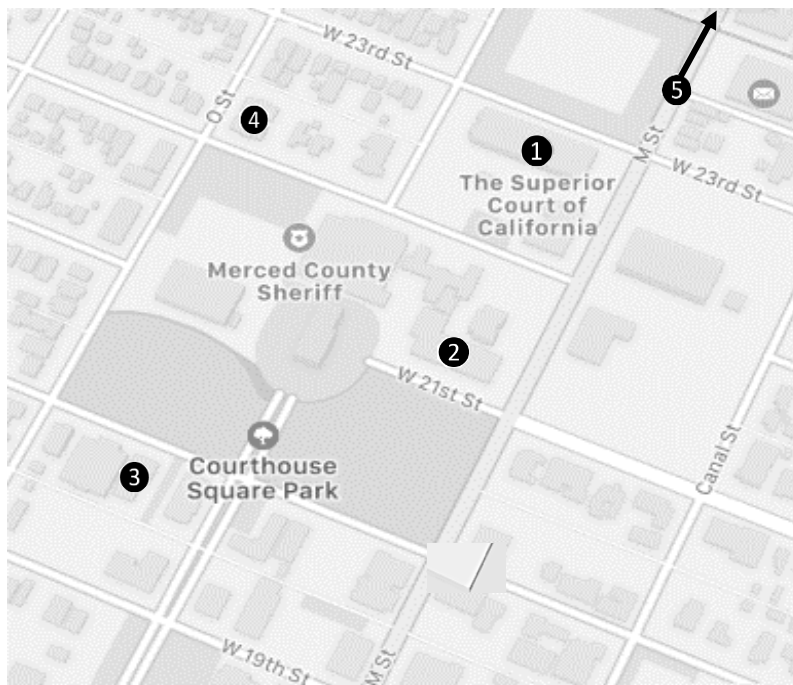 W 23rd St
5
O St
4
1
M St
The Superior
Court of
California
W 23rd St
Merced County
Sheriff
2
W 21st St
Courthouse
Square Park
3
Canal St
W 19th St
M St